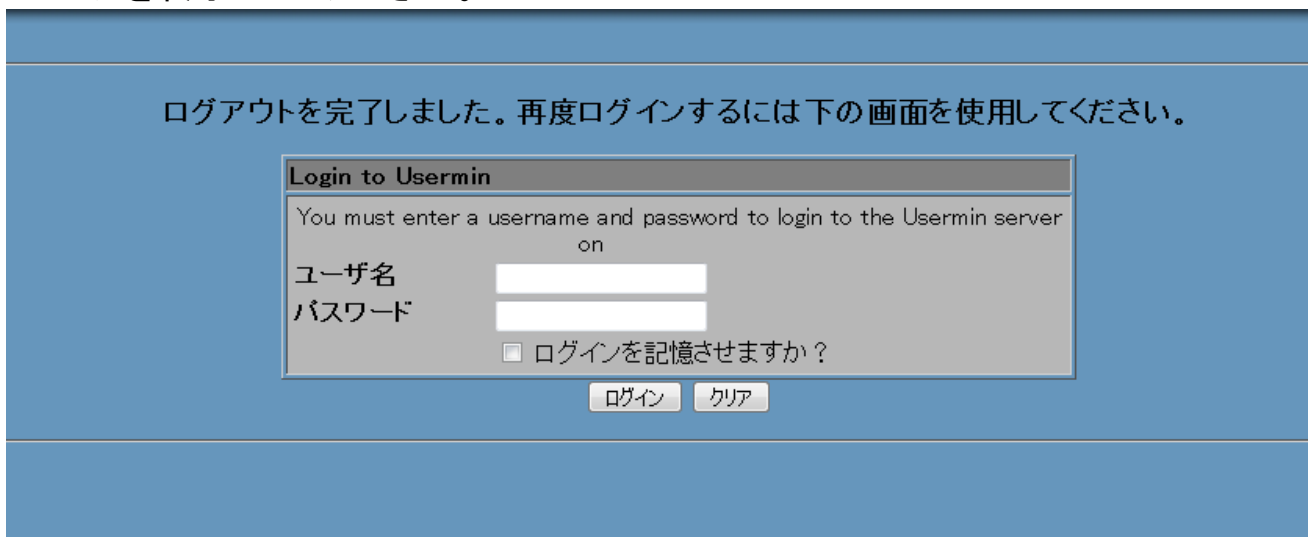 ログアウトを完了しました。再度ログインするには下の画面を使用してください。
Login to Usermin
You must enter a username and password to login to the Usermin server
on
ユーザ名
パスワード
ログインを記憶させますか?
ログイン クリア